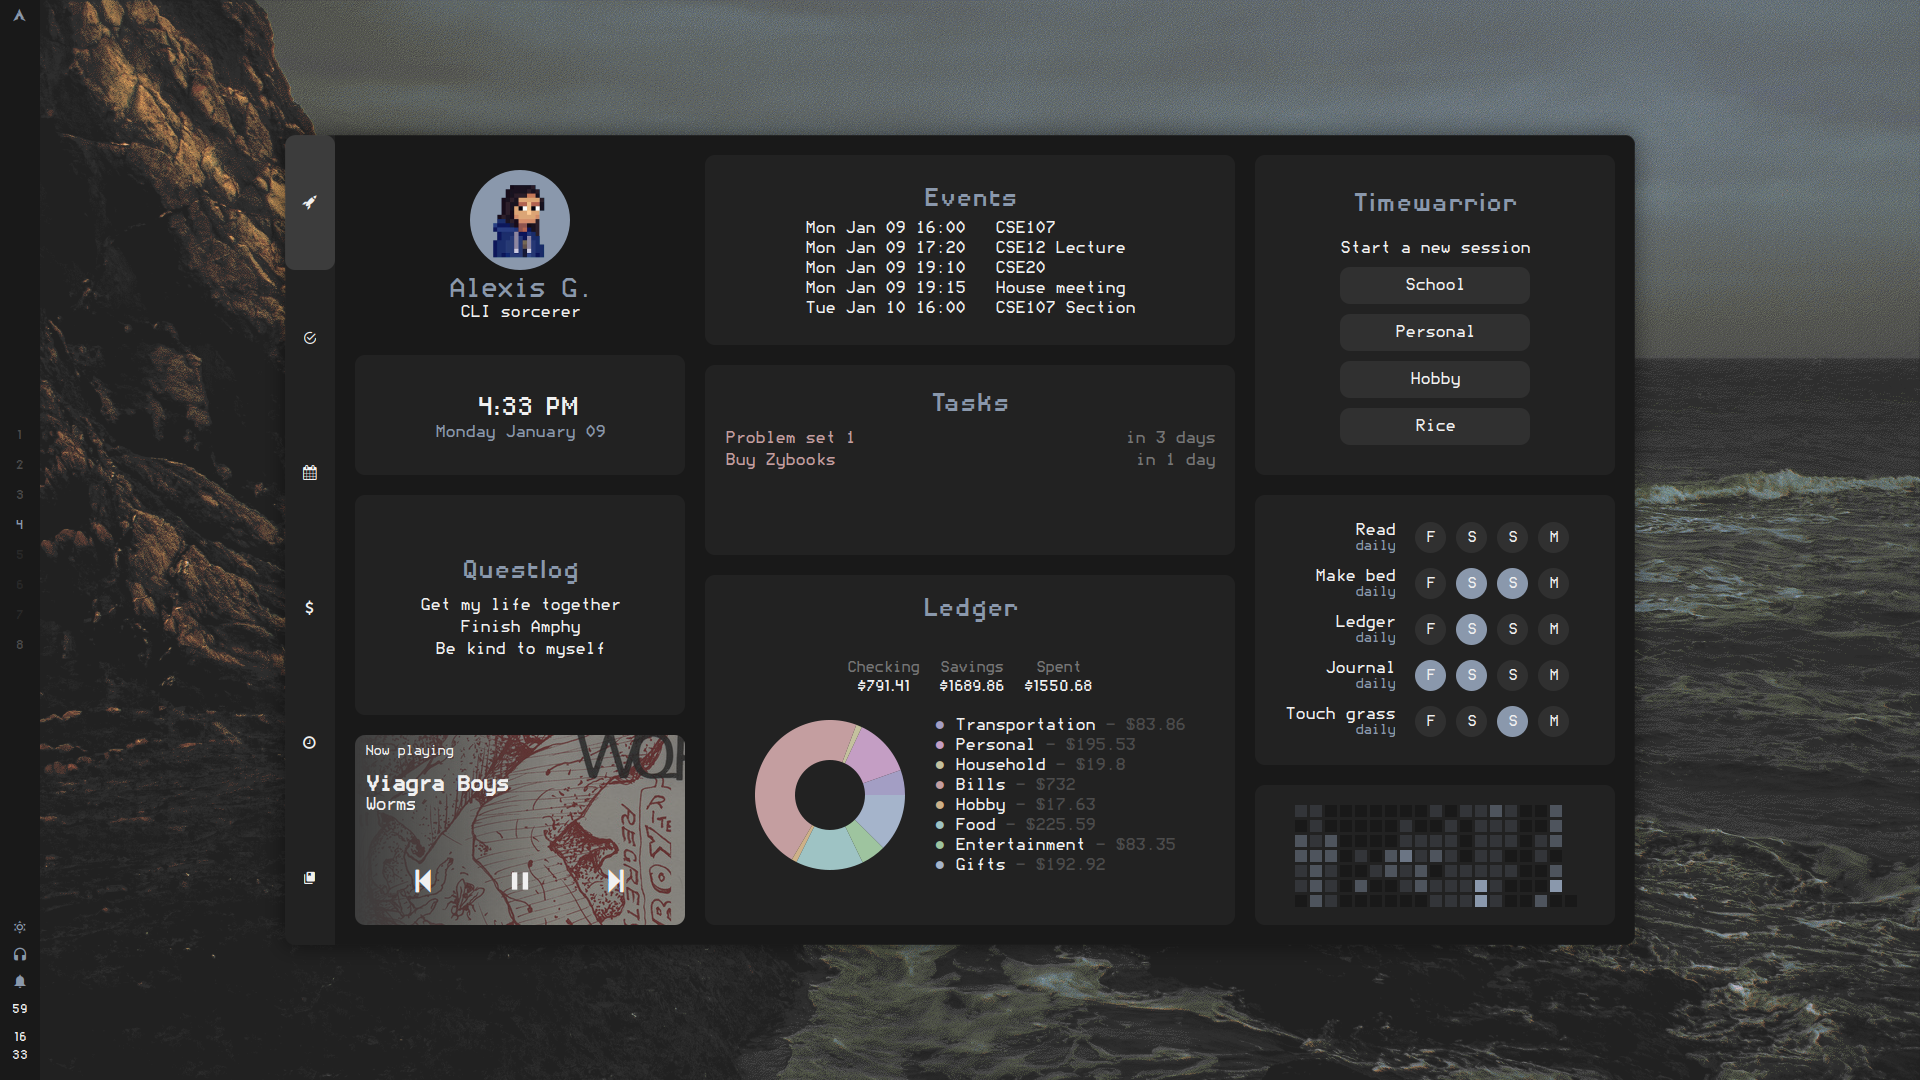 1
2
3
4
5
6
7
8
59
16
33
Alexis G.
CLI sorcerer
4:33 PM
Monday January 09
Questlog
Get my life together
Finish Amphy
Be kind to myself
Now playing
Viagra Boys
Worms
Events
Mon Jan 09 16:00 CSE107
Mon Jan 09 17:20 CSE12 Lecture
Mon Jan 09 19:10 CSE20
Mon Jan 09 19:15 House meeting
Tue Jan 10 16:00 CSE107 Section
Tasks
Problem set 1 in 3 days
Buy Zybooks in 1 day
Ledger
Checking Savings Spent
$791.41 $1689.86 $1550.68
Transportation - $83.86
Personal - $195.53
Household - $19.8
Bills - $732
Hobby - $17.63
Food - $225.59
Entertainment - $83.35
Gifts - $192.92
Timewarrior
Start a new session
School
Personal
Hobby
Rice
Read F S S M
daily
Make bed F S S M
daily
Ledger F S S M
daily
Journal F S S M
daily
Touch grass F S S M
daily